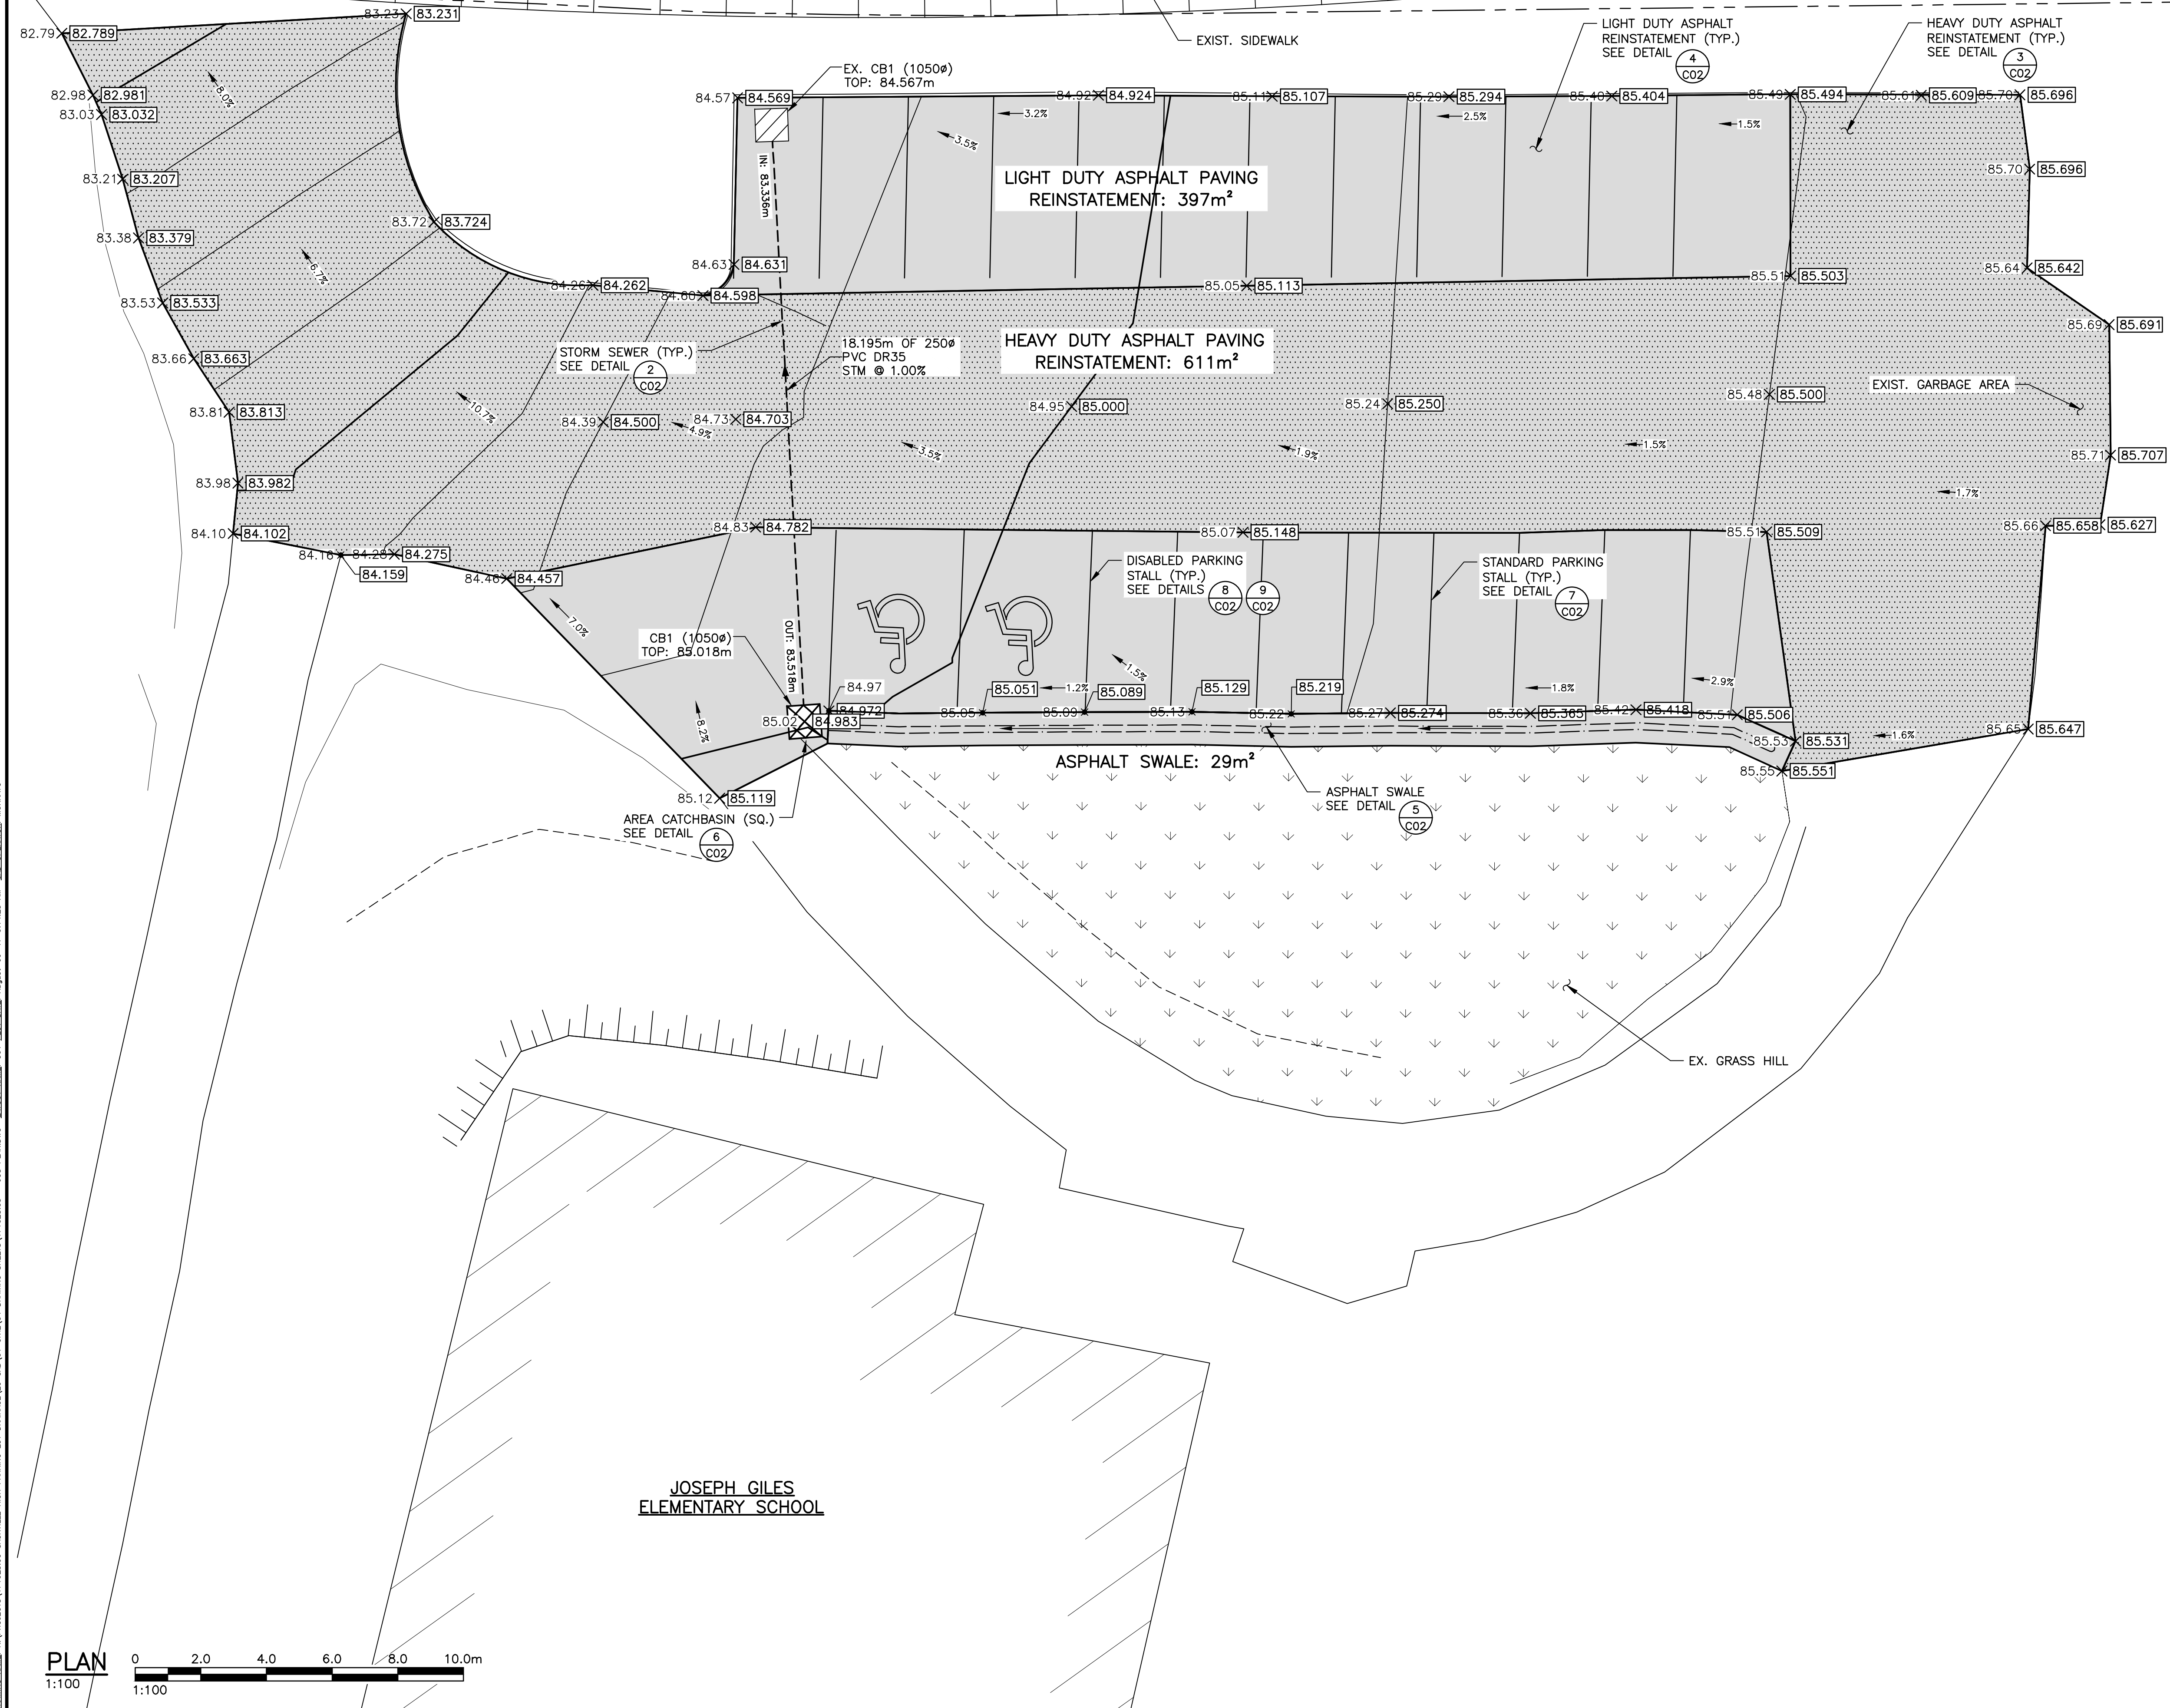 83.23 83.231
82.79 82.789
EXIST. SIDEWALK
LIGHT DUTY ASPHALT
REINSTATEMENT (TYP.)
SEE DETAIL 4
C02
HEAVY DUTY ASPHALT
REINSTATEMENT (TYP.)
SEE DETAIL 3
C02
EX. CB1 (1050ø)
TOP: 84.567m
8.0%
82.98 82.981
83.03 83.032
84.57 84.569
84.92 84.924
85.11 85.107
85.29 85.294
85.40 85.404
85.49 85.494
85.61 85.609
85.70 85.696
3.2%
2.5%
1.5%
3.5%
IN: 83.336m
LIGHT DUTY ASPHALT PAVING
REINSTATEMENT: 397m²
85.70 85.696
83.21 83.207
83.72 83.724
83.38 83.379
6.7%
84.63 84.631
85.64 85.642
85.51 85.503
84.26 84.262
84.60 84.598
85.05 85.113
83.53 83.533
85.69 85.691
STORM SEWER (TYP.)
SEE DETAIL 2
C02
18.195m OF 250ø
PVC DR35
STM @ 1.00%
HEAVY DUTY ASPHALT PAVING
REINSTATEMENT: 611m²
83.66 83.663
EXIST. GARBAGE AREA
85.48 85.500
83.81 83.813
10.7%
84.39 84.500
84.73 84.703
4.9%
84.95 85.000
85.24 85.250
3.5%
1.9%
1.5%
85.71 85.707
83.98 83.982
1.7%
84.10 84.102
84.83 84.782
85.07 85.148
85.51 85.509
85.66 85.658
85.627
84.16
84.159
84.28 84.275
84.46 84.457
DISABLED PARKING
STALL (TYP.)
SEE DETAILS 8
C02
9
C02
STANDARD PARKING
STALL (TYP.)
SEE DETAIL 7
C02
7.0%
CB1 (1050ø)
TOP: 85.018m
OUT: 83.518m
1.5%
2.9%
84.97
84.972
85.05
85.051
1.2%
85.09
85.089
85.13
85.129
85.22
85.219
1.8%
85.27 85.274
85.36 85.365
85.42 85.418
85.51 85.506
85.02 84.983
8.2%
85.53 85.531
85.65 85.647
1.6%
ASPHALT SWALE: 29m²
85.55 85.551
85.12 85.119
ASPHALT SWALE
SEE DETAIL 5
C02
AREA CATCHBASIN (SQ.)
SEE DETAIL 6
C02
EX. GRASS HILL
JOSEPH GILES
ELEMENTARY SCHOOL
PLAN
1:100
0 2.0 4.0 6.0 8.0 10.0m
1:100